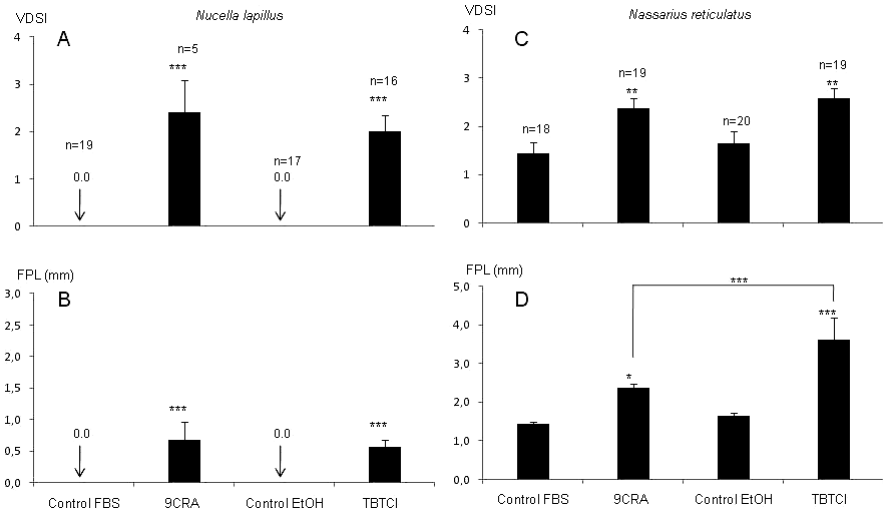 VDSI
Nucella lapillus
A
4
3
2
1
0
n=19
0.0
n=5
***
n=17
0.0
n=16
***
FPL (mm)
B
3,0
2,5
2,0
1,5
1,0
0,5
0,0
0.0
***
0.0
***
Control FBS
9CRA
Control EtOH
TBTCl
VDSI
Nassarius reticulatus
C
4
3
2
1
0
n=18
n=19
**
n=20
n=19
**
FPL (mm)
D
5,0
4,0
3,0
2,0
1,0
0,0
***
*
***
Control FBS
9CRA
Control EtOH
TBTCl